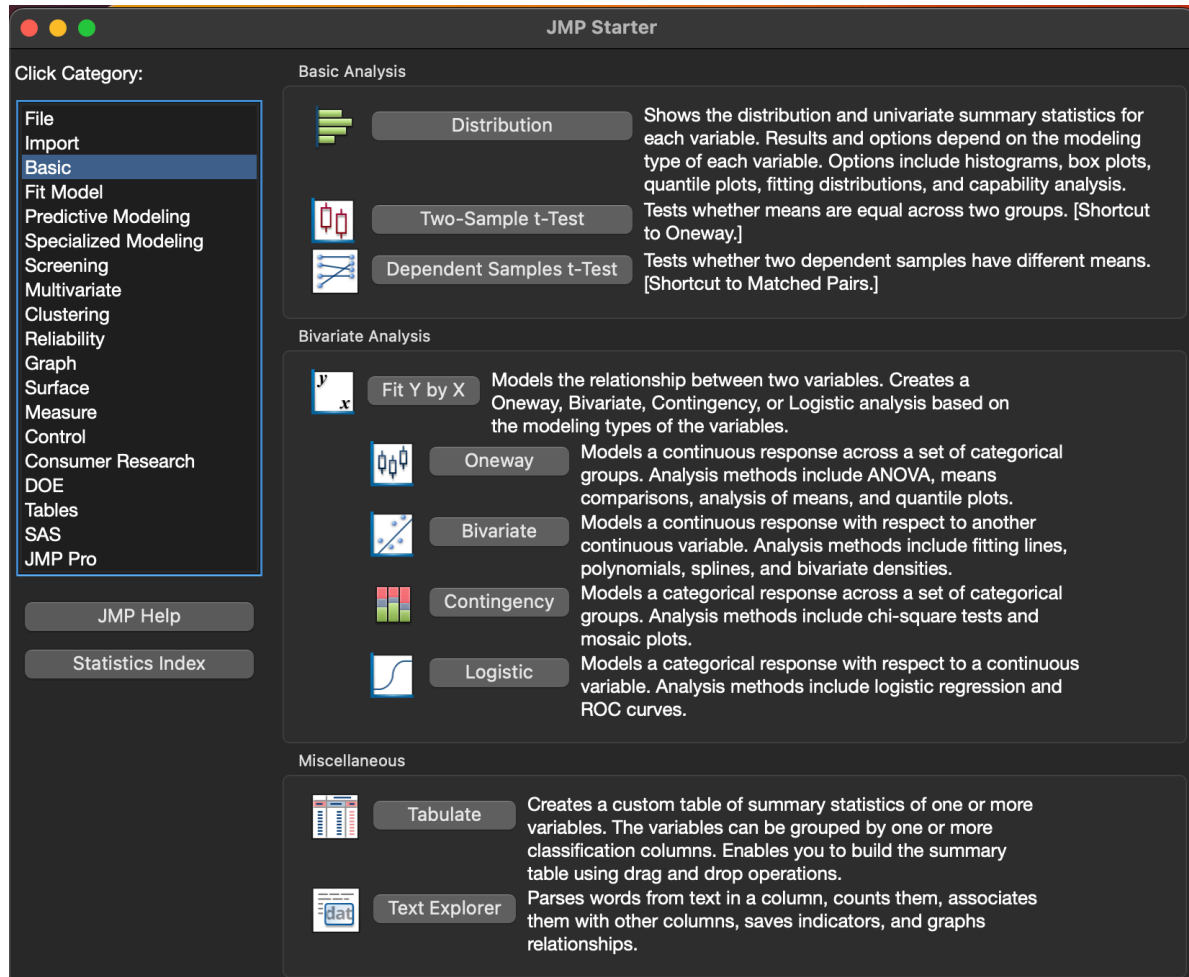 JMP Starter
Click Category:
File
Import
Basic
Fit Model
Predictive Modeling
Specialized Modeling
Screening
Multivariate
Clustering
Reliability
Graph
Surface
Measure
Control
Consumer Research
DOE
Tables
SAS
JMP Pro
JMP Help
Statistics Index
Basic Analysis
Distribution
Shows the distribution and univariate summary statistics for
each variable. Results and options depend on the modeling
type of each variable. Options include histograms, box plots,
quantile plots, fitting distributions, and capability analysis.
Two-Sample t-Test
Tests whether means are equal across two groups. [Shortcut
to Oneway.]
Dependent Samples t-Test
Tests whether two dependent samples have different means.
[Shortcut to Matched Pairs.]
Bivariate Analysis
y
x
Fit Y by X
Models the relationship between two variables. Creates a
Oneway, Bivariate, Contingency, or Logistic analysis based on
the modeling types of the variables.
Oneway
Models a continuous response across a set of categorical
groups. Analysis methods include ANOVA, means
comparisons, analysis of means, and quantile plots.
Bivariate
Models a continuous response with respect to another
continuous variable. Analysis methods include fitting lines,
polynomials, splines, and bivariate densities.
Contingency
Models a categorical response across a set of categorical
groups. Analysis methods include chi-square tests and
mosaic plots.
Logistic
Models a categorical response with respect to a continuous
variable. Analysis methods include logistic regression and
ROC curves.
Miscellaneous
Tabulate
Creates a custom table of summary statistics of one or more
variables. The variables can be grouped by one or more
classification columns. Enables you to build the summary
table using drag and drop operations.
dat
Text Explorer
Parses words from text in a column, counts them, associates
them with other columns, saves indicators, and graphs
relationships.